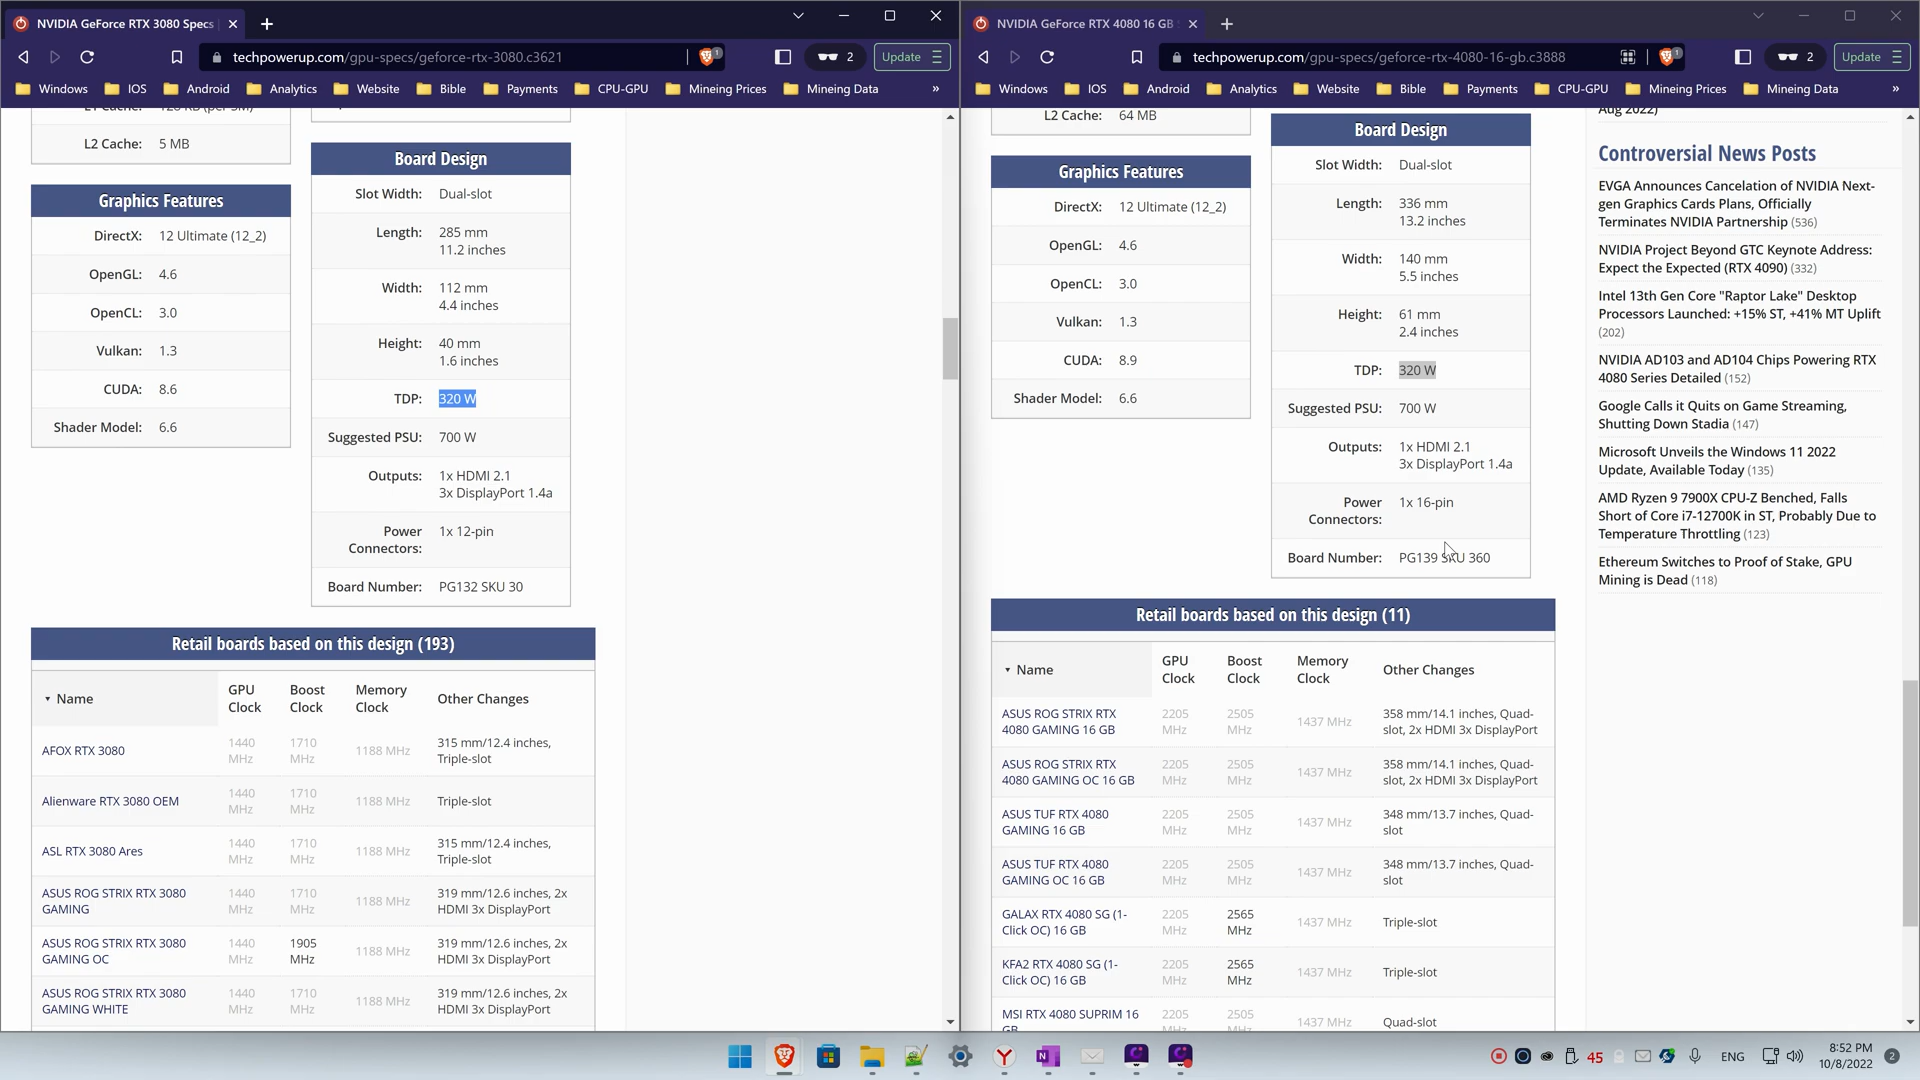 NVIDIA GeForce RTX 3080 Specs
techpowerup.com/gpu-specs/geforce-rtx-3080.c3621
1
2
Update
Windows
IOS
Android
Analytics
Website
Bible
Payments
CPU-GPU
Mineing Prices
Mineing Data
»
L2 Cache: 5 MB
Graphics Features
DirectX: 12 Ultimate (12_2)
OpenGL: 4.6
OpenCL: 3.0
Vulkan: 1.3
CUDA: 8.6
Shader Model: 6.6
Board Design
Slot Width: Dual-slot
Length: 285 mm
11.2 inches
Width: 112 mm
4.4 inches
Height: 40 mm
1.6 inches
TDP: 320 W
Suggested PSU: 700 W
Outputs: 1x HDMI 2.1
3x DisplayPort 1.4a
Power 1x 12-pin
Connectors:
Board Number: PG132 SKU 30
Retail boards based on this design (193)
Name GPU Boost Memory Other Changes
Clock Clock Clock
AFOX RTX 3080 1440 MHz 1710 MHz 1188 MHz 315 mm/12.4 inches,
Triple-slot
Alienware RTX 3080 OEM 1440 MHz 1710 MHz 1188 MHz Triple-slot
ASL RTX 3080 Ares 1440 MHz 1710 MHz 1188 MHz 315 mm/12.4 inches,
Triple-slot
ASUS ROG STRIX RTX 3080 1440 MHz 1710 MHz 1188 MHz 319 mm/12.6 inches, 2x
GAMING HDMI 3x DisplayPort
ASUS ROG STRIX RTX 3080 1440 MHz 1905 MHz 1188 MHz 319 mm/12.6 inches, 2x
GAMING OC HDMI 3x DisplayPort
ASUS ROG STRIX RTX 3080 1440 MHz 1710 MHz 1188 MHz 319 mm/12.6 inches, 2x
GAMING WHITE HDMI 3x DisplayPort
NVIDIA GeForce RTX 4080 16 GB
techpowerup.com/gpu-specs/geforce-rtx-4080-16-gb.c3888
1
2
Update
Windows
IOS
Android
Analytics
Website
Bible
Payments
CPU-GPU
Mineing Prices
Mineing Data
»
L2 Cache: 64 MB
Graphics Features
DirectX: 12 Ultimate (12_2)
OpenGL: 4.6
OpenCL: 3.0
Vulkan: 1.3
CUDA: 8.9
Shader Model: 6.6
Board Design
Slot Width: Dual-slot
Length: 336 mm
13.2 inches
Width: 140 mm
5.5 inches
Height: 61 mm
2.4 inches
TDP: 320 W
Suggested PSU: 700 W
Outputs: 1x HDMI 2.1
3x DisplayPort 1.4a
Power 1x 16-pin
Connectors:
Board Number: PG139 SKU 360
Retail boards based on this design (11)
Name GPU Boost Memory Other Changes
Clock Clock Clock
ASUS ROG STRIX RTX 2205 MHz 2505 MHz 1437 MHz 358 mm/14.1 inches, Quad-
4080 GAMING 16 GB slot, 2x HDMI 3x DisplayPort
ASUS ROG STRIX RTX 2205 MHz 2505 MHz 1437 MHz 358 mm/14.1 inches, Quad-
4080 GAMING OC 16 GB slot, 2x HDMI 3x DisplayPort
ASUS TUF RTX 4080 2205 MHz 2505 MHz 1437 MHz 348 mm/13.7 inches, Quad-
GAMING 16 GB slot
ASUS TUF RTX 4080 2205 MHz 2505 MHz 1437 MHz 348 mm/13.7 inches, Quad-
GAMING OC 16 GB slot
GALAX RTX 4080 SG (1- 2205 MHz 2565 MHz 1437 MHz Triple-slot
Click OC) 16 GB
KFA2 RTX 4080 SG (1- 2205 MHz 2565 MHz 1437 MHz Triple-slot
Click OC) 16 GB
MSI RTX 4080 SUPRIM 16 2205 MHz 2505 MHz 1437 MHz Quad-slot
GB
Aug 2022)
Controversial News Posts
EVGA Announces Cancelation of NVIDIA Next-
gen Graphics Cards Plans, Officially
Terminates NVIDIA Partnership (536)
NVIDIA Project Beyond GTC Keynote Address:
Expect the Expected (RTX 4090) (332)
Intel 13th Gen Core "Raptor Lake" Desktop
Processors Launched: +15% ST, +41% MT Uplift
(202)
NVIDIA AD103 and AD104 Chips Powering RTX
4080 Series Detailed (152)
Google Calls it Quits on Game Streaming,
Shutting Down Stadia (147)
Microsoft Unveils the Windows 11 2022
Update, Available Today (135)
AMD Ryzen 9 7900X CPU-Z Benched, Falls
Short of Core i7-12700K in ST, Probably Due to
Temperature Throttling (123)
Ethereum Switches to Proof of Stake, GPU
Mining is Dead (118)
45
ENG
8:52 PM
10/8/2022
2